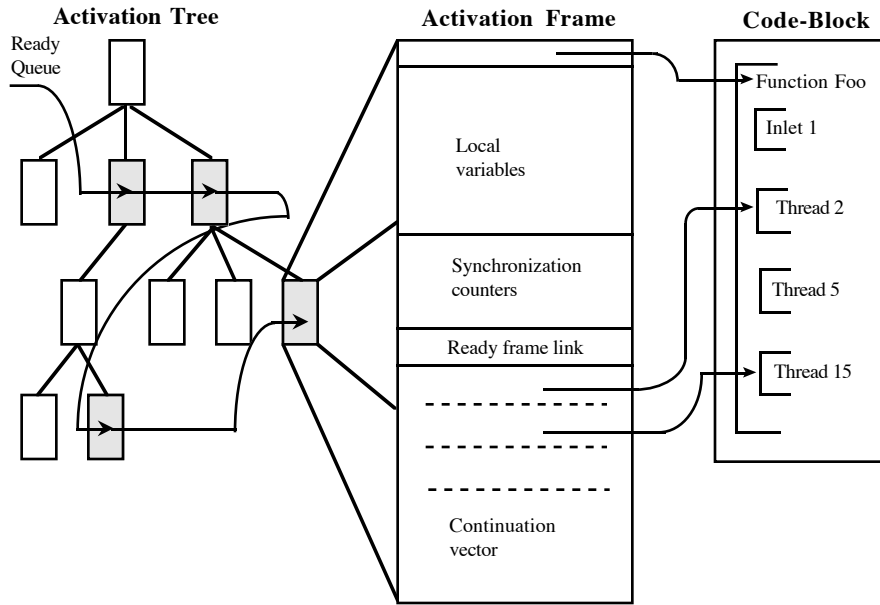 Activation Tree
Ready
Queue
Activation Frame
Local
variables
Synchronization
counters
Ready frame link
Continuation
vector
Code-Block
Function Foo
Inlet 1
Thread 2
Thread 5
Thread 15